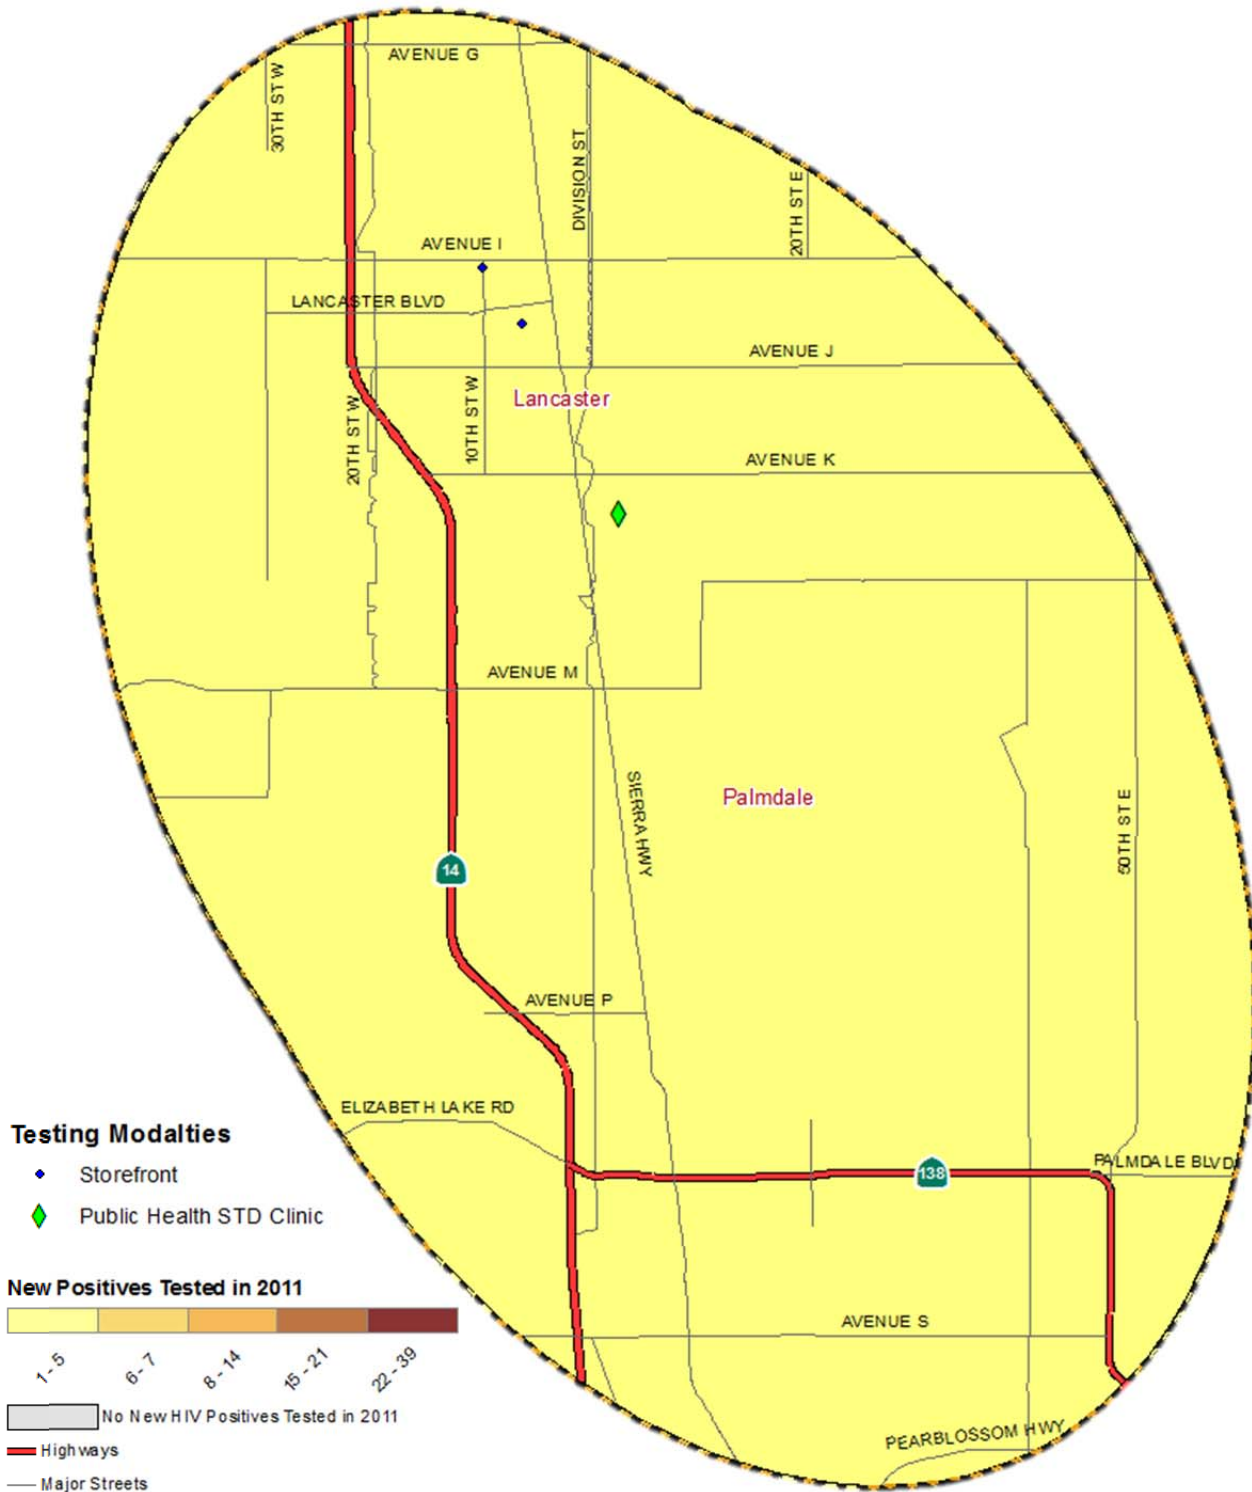 AVENUE G
30TH ST W
DIVISION ST
20TH ST E
AVENUE I
LANCASTER BLVD
AVENUE J
Lancaster
20TH ST W
10TH ST W
AVENUE K
AVENUE M
SIERRA HWY
Palmdale
50TH ST E
14
AVENUE P
ELIZABETH LAKE RD
138
PALMDALE BLVD
AVENUE S
PEARBLOSSOM HWY
Testing Modalties
Storefront
Public Health STD Clinic
New Positives Tested in 2011
1 - 5
6 - 7
8 - 14
15 - 21
22 - 39
No New HIV Positives Tested in 2011
Highways
Major Streets